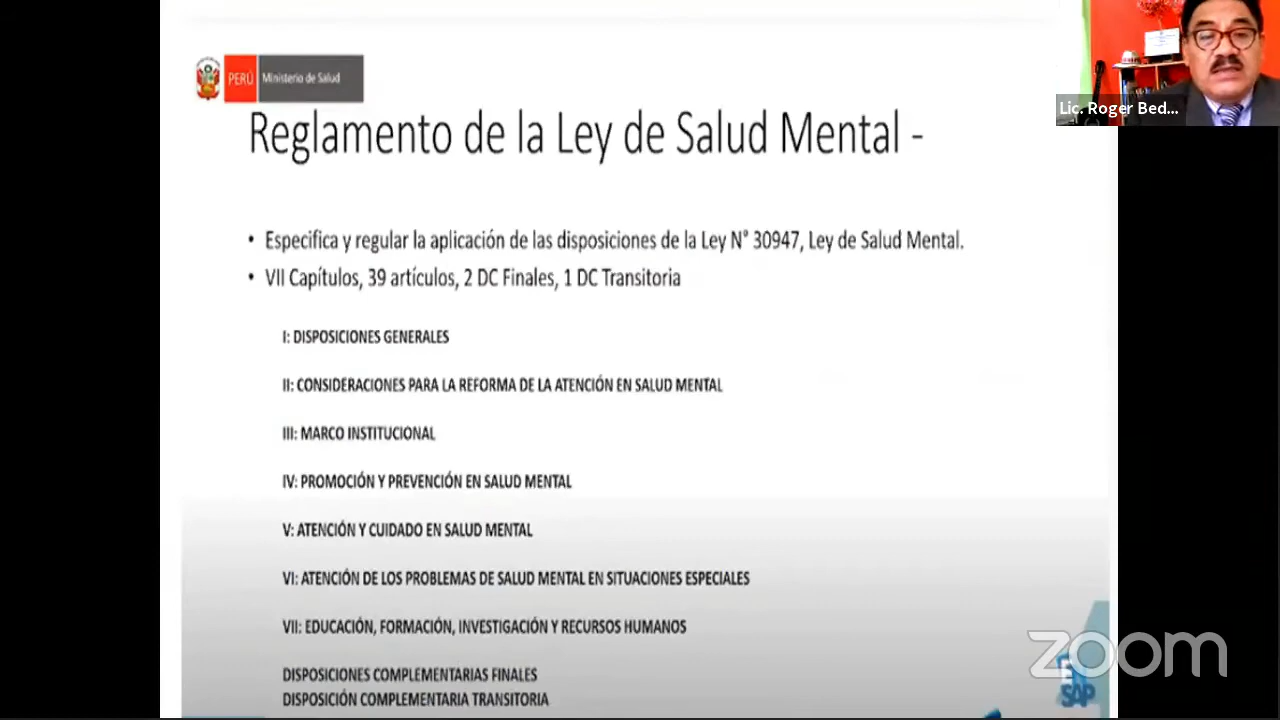 PERÚ Ministerio de Salud
Lic. Roger Bed...
Reglamento de la Ley de Salud Mental -
• Especifica y regular la aplicación de las disposiciones de la Ley N° 30947, Ley de Salud Mental.
• VII Capítulos, 39 artículos, 2 DC Finales, 1 DC Transitoria
I: DISPOSICIONES GENERALES
II: CONSIDERACIONES PARA LA REFORMA DE LA ATENCIÓN EN SALUD MENTAL
III: MARCO INSTITUCIONAL
IV: PROMOCIÓN Y PREVENCIÓN EN SALUD MENTAL
V: ATENCIÓN Y CUIDADO EN SALUD MENTAL
VI: ATENCIÓN DE LOS PROBLEMAS DE SALUD MENTAL EN SITUACIONES ESPECIALES
VII: EDUCACIÓN, FORMACIÓN, INVESTIGACIÓN Y RECURSOS HUMANOS
DISPOSICIONES COMPLEMENTARIAS FINALES
DISPOSICIÓN COMPLEMENTARIA TRANSITORIA
zoom
EN
SAP